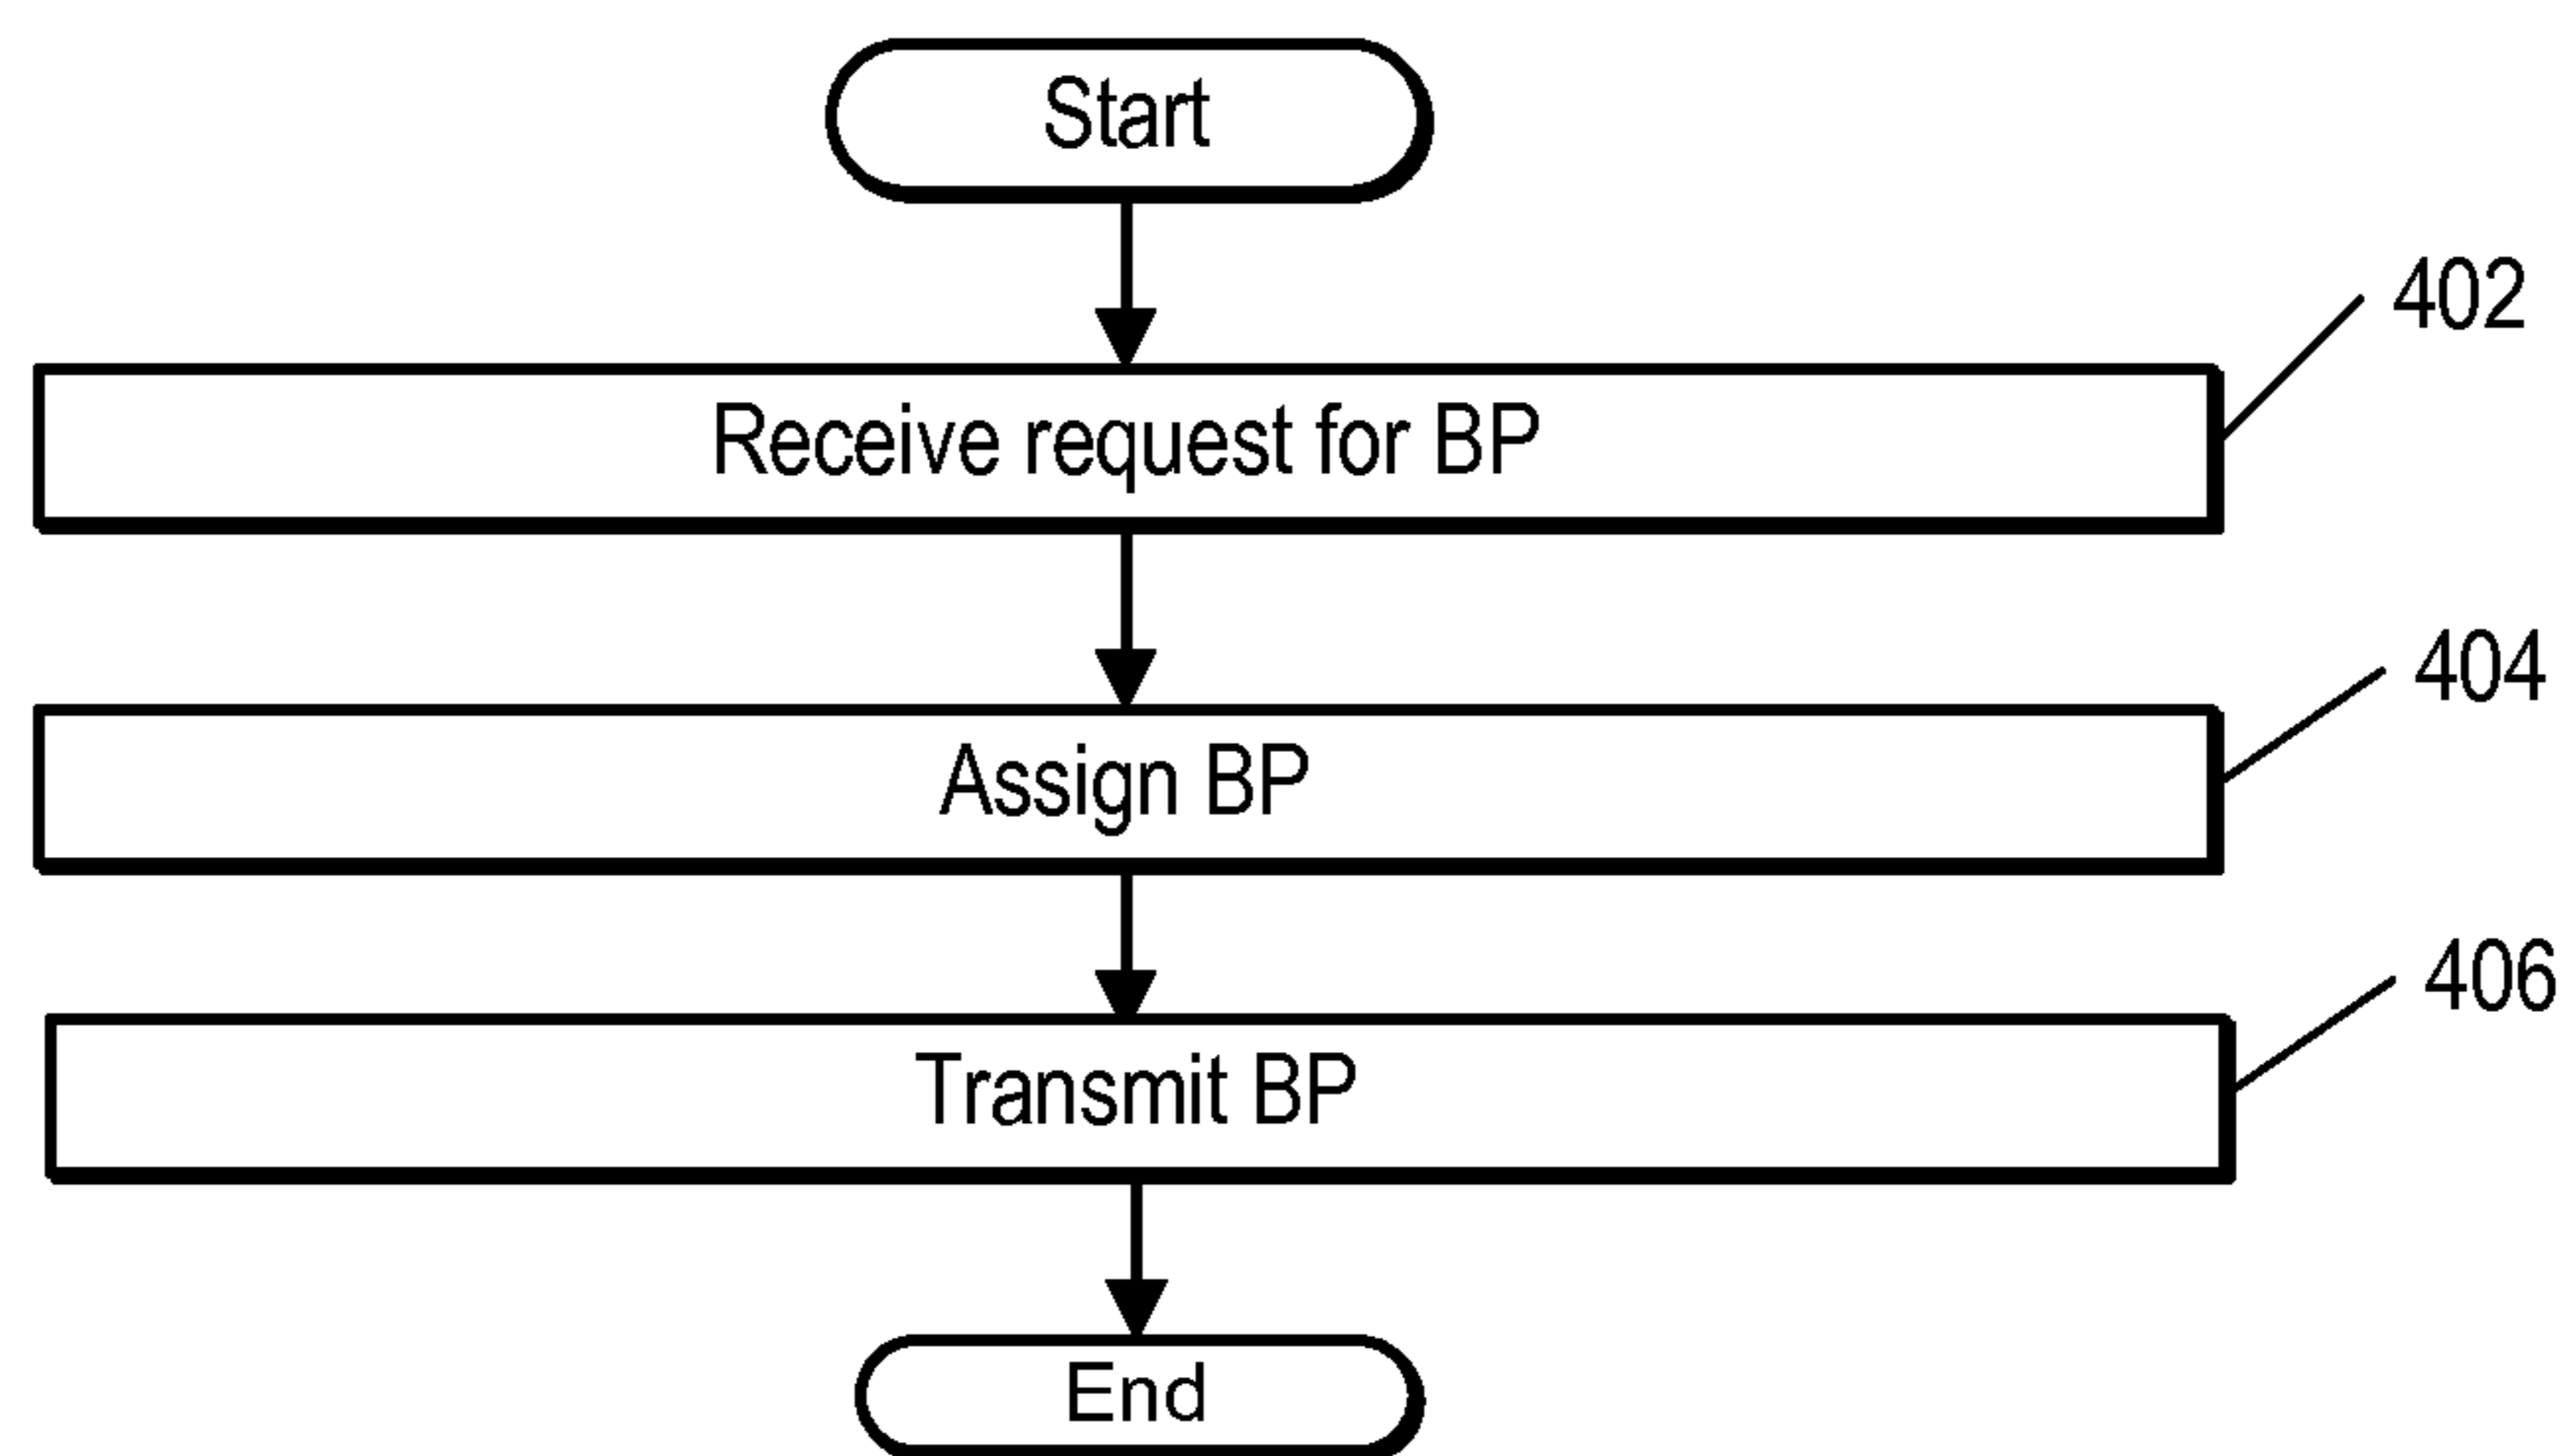 Start
402
Receive request for BP
404
Assign BP
406
Transmit BP
End